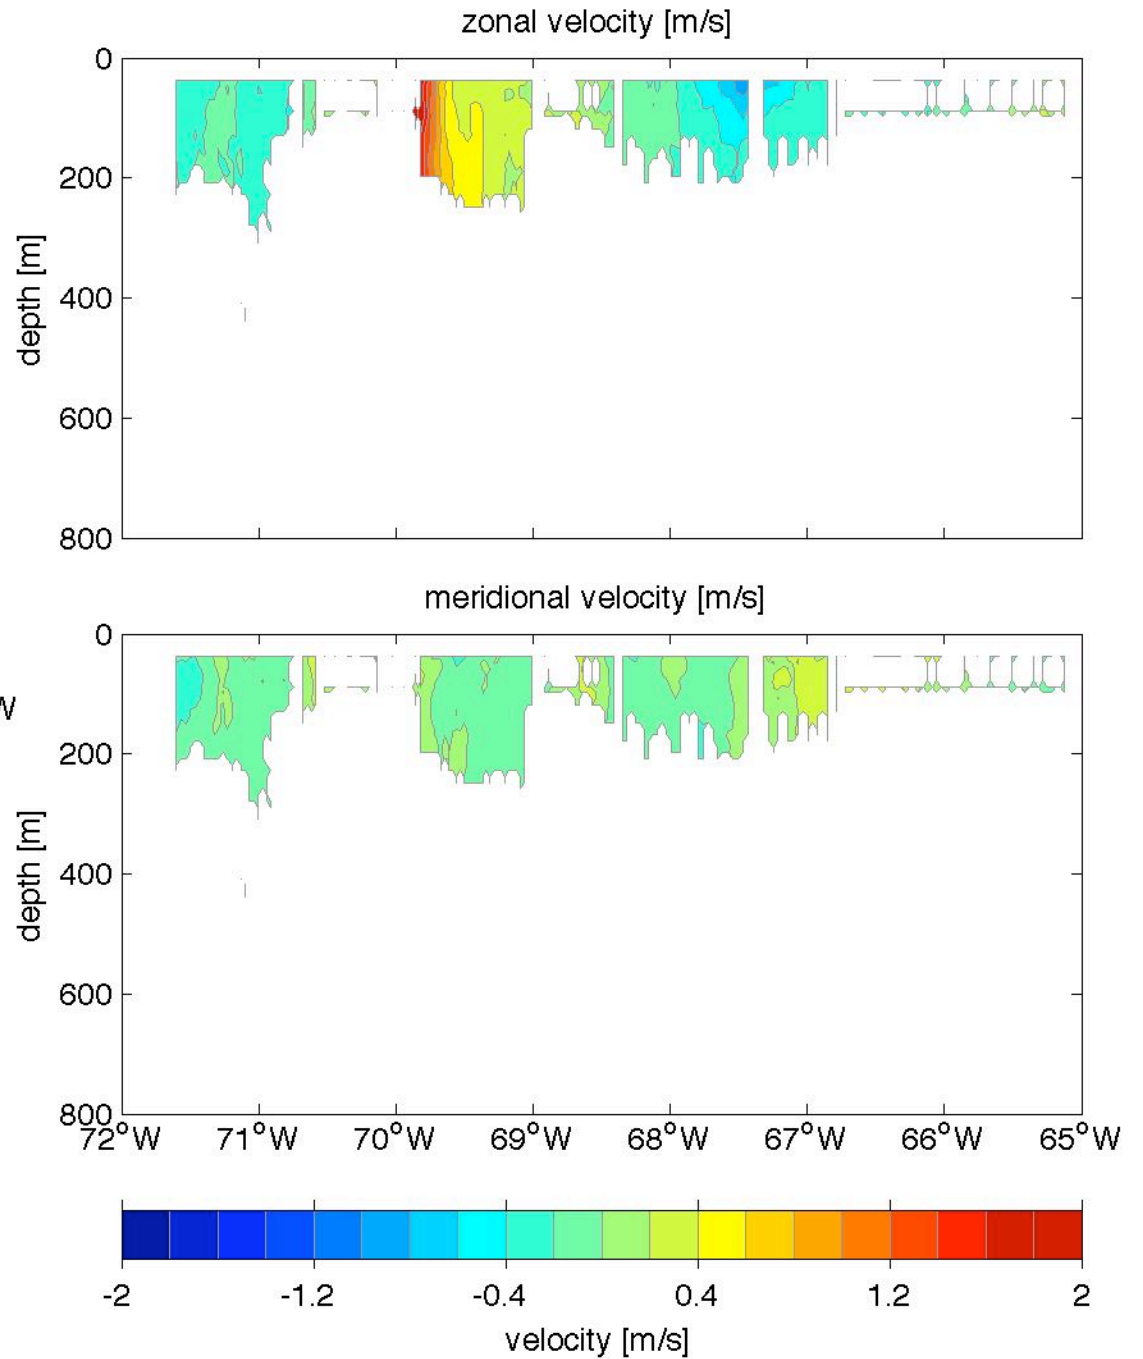 zonal velocity [m/s]
0
200
400
600
800
depth [m]
meridional velocity [m/s]
0
W
200
400
600
800
depth [m]
72°W 71°W 70°W 69°W 68°W 67°W 66°W 65°W
-2 -1.2 -0.4 0.4 1.2 2
velocity [m/s]